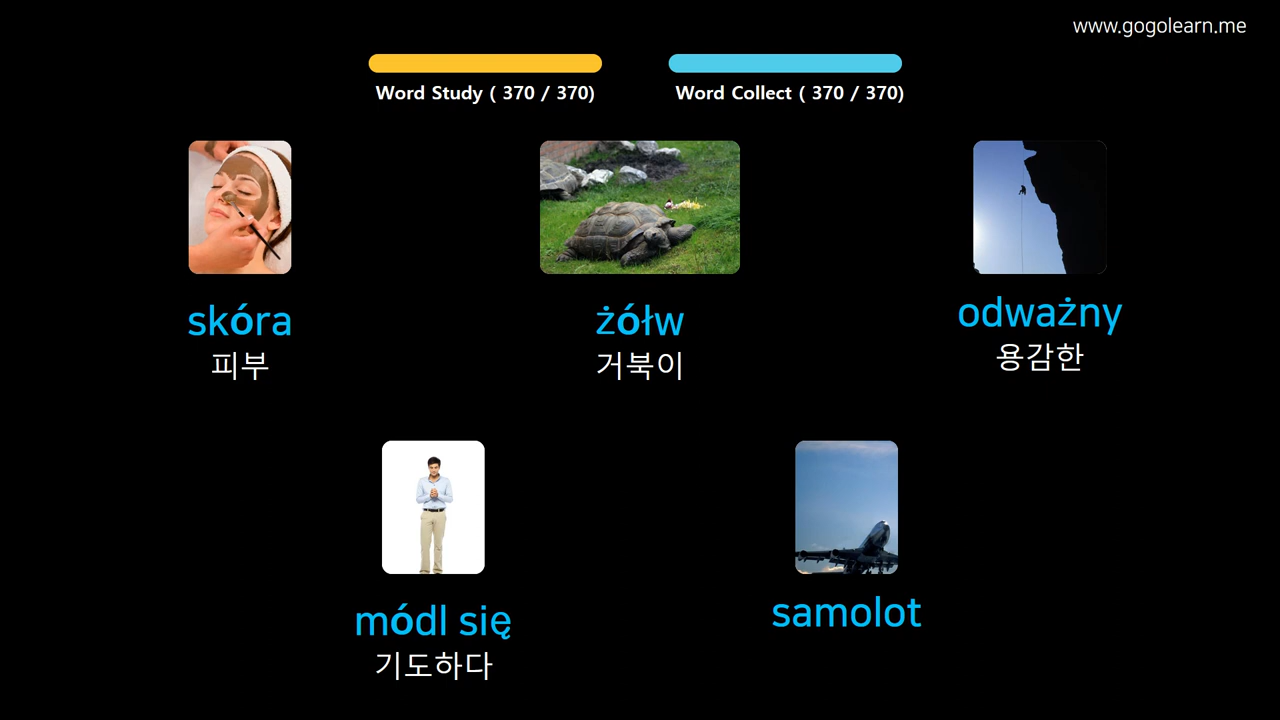 www.gogolearn.me
Word Study ( 370 / 370)
Word Collect ( 370 / 370)
skóra
피부
żółw
거북이
odważny
용감한
módl się
기도하다
samolot